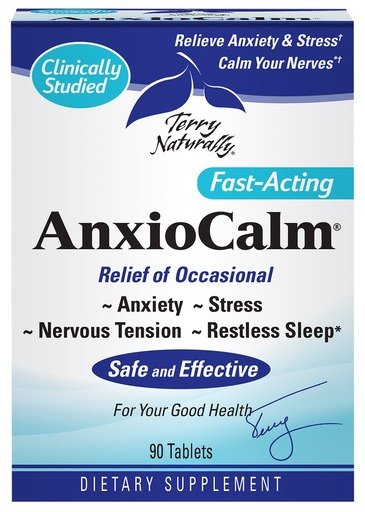 Clinically
Studied
Relieve Anxiety & Stress†
Calm Your Nerves*†
Terry
Naturally®
Fast-Acting
AnxioCalm®
Relief of Occasional
~ Anxiety ~ Stress
~ Nervous Tension ~ Restless Sleep*
Safe and Effective
For Your Good Health,
Terry
90 Tablets
DIETARY SUPPLEMENT